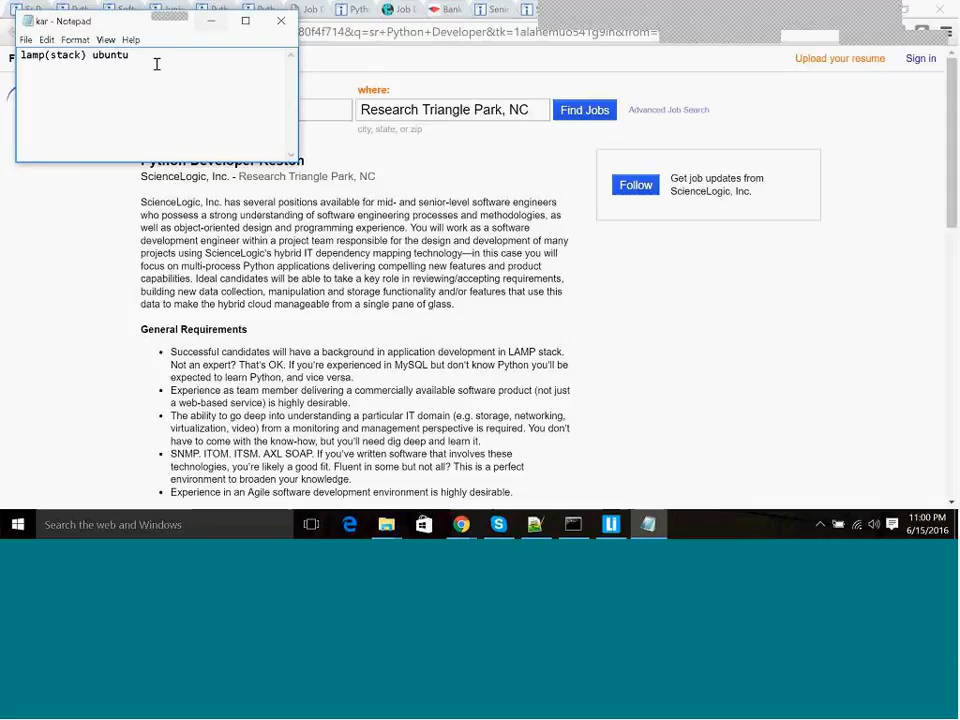 Job
Pyth
Job
Bank
Seni
kar - Notepad
80f4f714&q=sr+Python+Developer&tk=1alahemu0541g9in&from=
File Edit Format View Help
lamp(stack) ubuntu
Upload your resume
Sign in
where:
Research Triangle Park, NC
Find Jobs
Advanced Job Search
city, state, or zip
Python Developer Reston
ScienceLogic, Inc. - Research Triangle Park, NC
Follow
Get job updates from
ScienceLogic, Inc.
ScienceLogic, Inc. has several positions available for mid- and senior-level software engineers
who possess a strong understanding of software engineering processes and methodologies, as
well as object-oriented design and programming experience. You will work as a software
development engineer within a project team responsible for the design and development of many
projects using ScienceLogic's hybrid IT dependency mapping technology—in this case you will
focus on multi-process Python applications delivering compelling new features and product
capabilities. Ideal candidates will be able to take a key role in reviewing/accepting requirements,
building new data collection, manipulation and storage functionality and/or features that use this
data to make the hybrid cloud manageable from a single pane of glass.
General Requirements
Successful candidates will have a background in application development in LAMP stack.
Not an expert? That's OK. If you're experienced in MySQL but don't know Python you'll be
expected to learn Python, and vice versa.
Experience as team member delivering a commercially available software product (not just
a web-based service) is highly desirable.
The ability to go deep into understanding a particular IT domain (e.g. storage, networking,
virtualization, video) from a monitoring and management perspective is required. You don't
have to come with the know-how, but you'll need dig deep and learn it.
SNMP. ITOM. ITSM. AXL SOAP. If you've written software that involves these
technologies, you're likely a good fit. Fluent in some but not all? This is a perfect
environment to broaden your knowledge.
Experience in an Agile software development environment is highly desirable.
Search the web and Windows
11:00 PM
6/15/2016